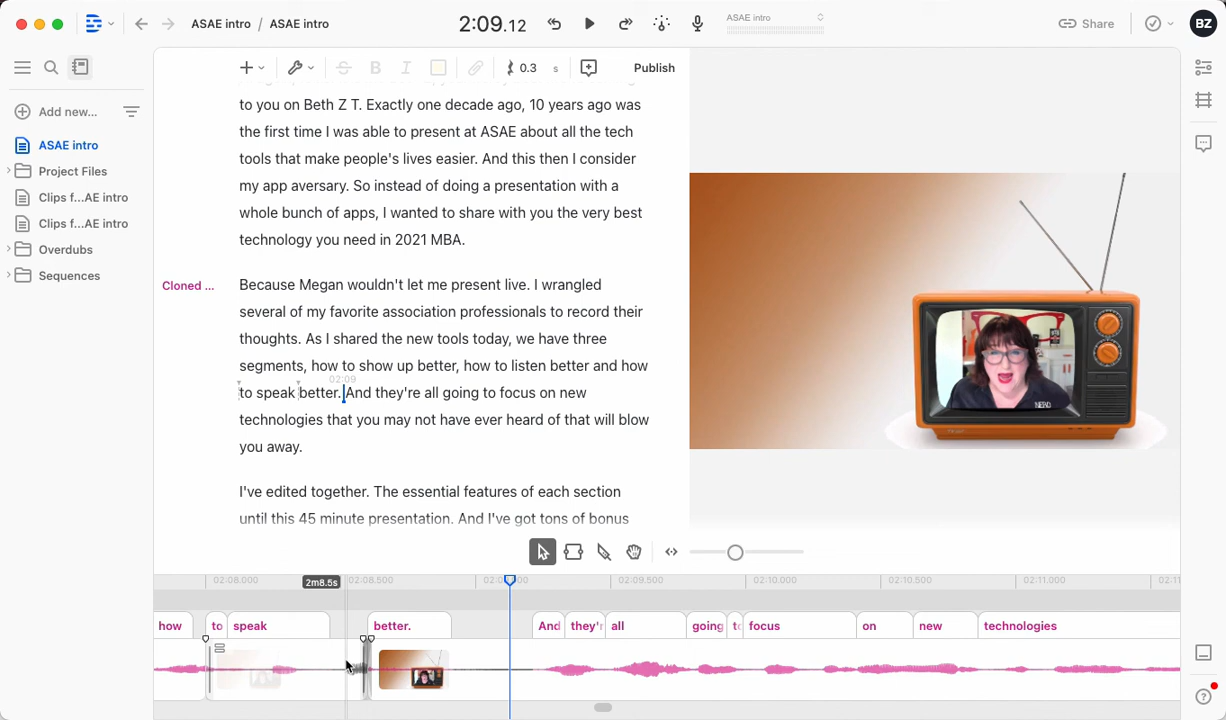 ASAE intro / ASAE intro
2:09.12
ASAE intro
Share
BZ
0.3 s
Publish
Add new...
ASAE intro
Project Files
Clips f...AE intro
Clips f...AE intro
Overdubs
Sequences
to you on Beth Z T. Exactly one decade ago, 10 years ago was
the first time I was able to present at ASAE about all the tech
tools that make people's lives easier. And this then I consider
my app aversary. So instead of doing a presentation with a
whole bunch of apps, I wanted to share with you the very best
technology you need in 2021 MBA.
Cloned ...
Because Megan wouldn't let me present live. I wrangled
several of my favorite association professionals to record their
thoughts. As I shared the new tools today, we have three
segments, how to show up better, how to listen better and how
02:09
to speak better. And they're all going to focus on new
technologies that you may not have ever heard of that will blow
you away.
I've edited together. The essential features of each section
until this 45 minute presentation. And I've got tons of bonus
NERD
02:08.000 2m8.5s 02:08.500 02:09.500 02:10.000 02:10.500 02:11.000
how to speak better. And they'r all going focus on new technologies